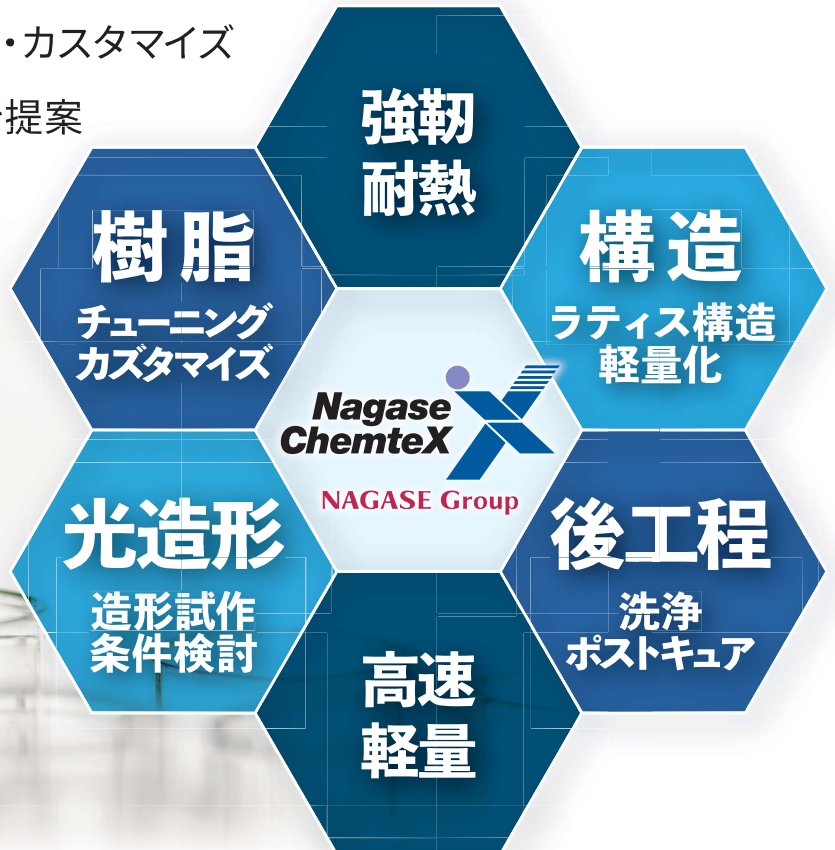 ・カスタマイズ
提案
強靭
耐熱
樹脂
チューニング
カズタマイズ
構造
ラティス構造
軽量化
Nagase
ChemteX
NAGASE Group
光造形
造形試作
条件検討
後工程
洗浄
ポストキュア
高速
軽量